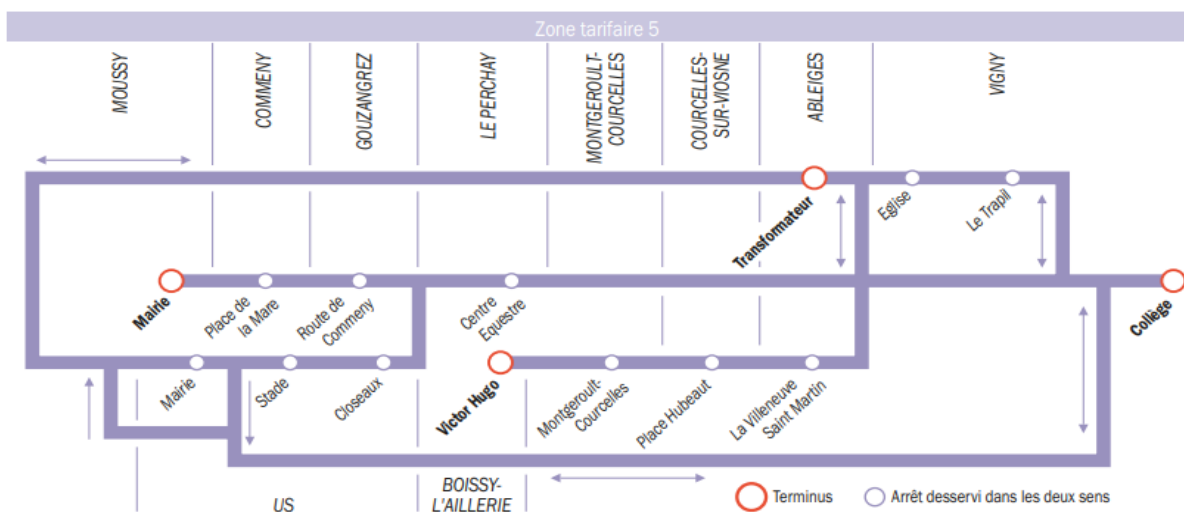 Zone tarifaire 5
MOUSSY
COMMENY
GOUZANGREZ
LE PERCHAY
MONTGEROULT-
COURCELLES
COURCELLES-
SUR-VIOSNE
ABLEIGES
VIGNY
Transformateur
Eglise
Le Trapil
Mairie
Place de
la Mare
Route de
Commeny
Centre
Equestre
Collège
Mairie
Stade
Closeaux
Victor Hugo
Montgeroult-
Courcelles
Place Hubeaut
La Villeneuve
Saint Martin
US
BOISSY-
L'AILLERIE
Terminus
Arrêt desservi dans les deux sens